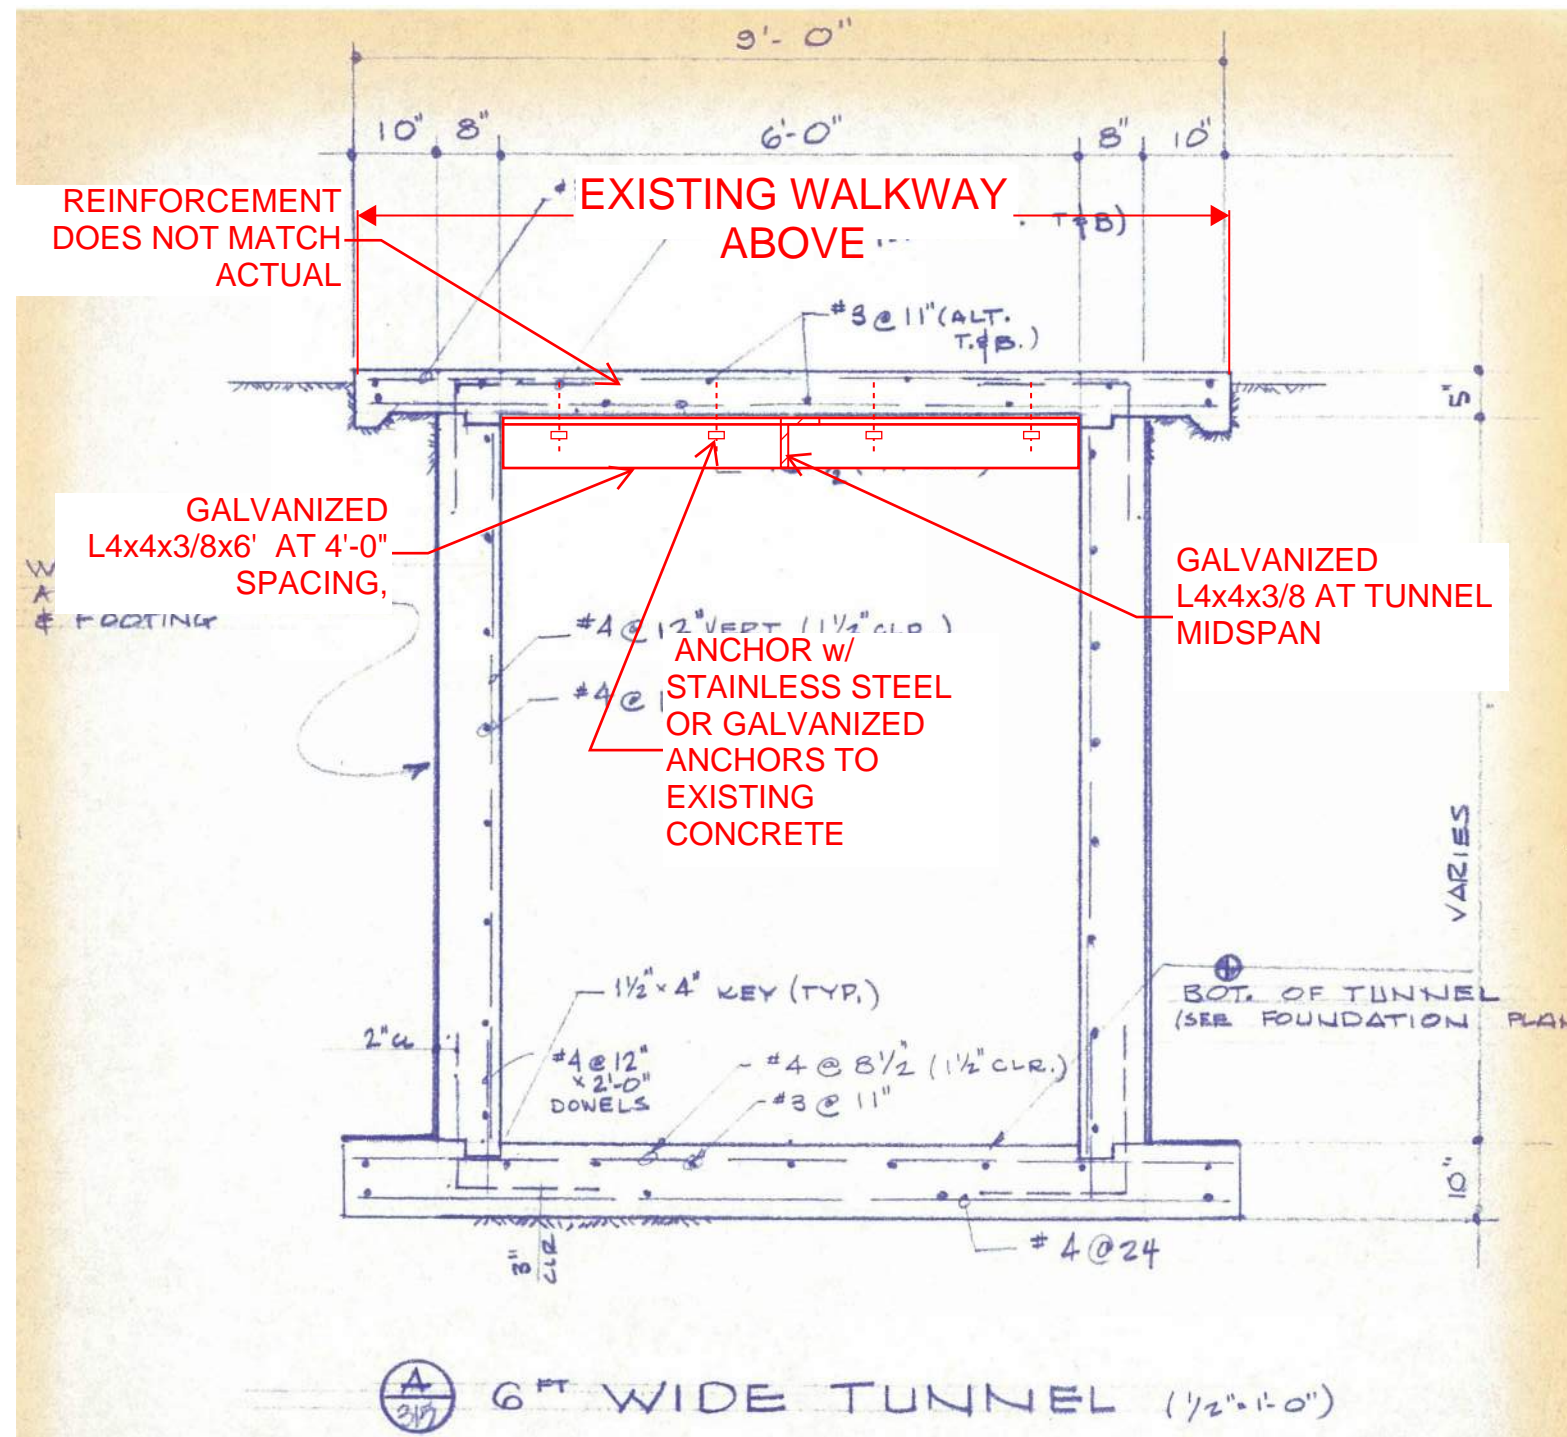 9'-0"
10" 8" 6'-0" 8" 10"
REINFORCEMENT
DOES NOT MATCH
ACTUAL
EXISTING WALKWAY
ABOVE
T&B)
#3 @ 11" (ALT.
T.&B.)
5"
GALVANIZED
L4x4x3/8x6' AT 4'-0"
SPACING,
& FOOTING
GALVANIZED
L4x4x3/8 AT TUNNEL
MIDSPAN
#4 @ 12" VERT. (1½" CLR.)
#4 @
ANCHOR w/
STAINLESS STEEL
OR GALVANIZED
ANCHORS TO
EXISTING
CONCRETE
VARIES
1½" x 4" KEY (TYP.)
BOT. OF TUNNEL
(SEE FOUNDATION PLAN
#4 @ 12"
x 2'-0"
DOWELS
#4 @ 8½" (1½" CLR.)
#3 @ 11"
10"
3"
CLR
#4 @ 24
A
6FT WIDE TUNNEL (1/2"=1'-0")